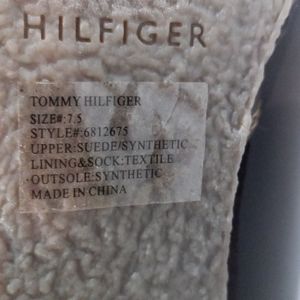 HILFIGER
TOMMY HILFIGER
SIZE#:7.5
STYLE#:6812675
UPPER:SUEDE/SYNTHETIC
LINING&SOCK:TEXTILE
OUTSOLE:SYNTHETIC
MADE IN CHINA